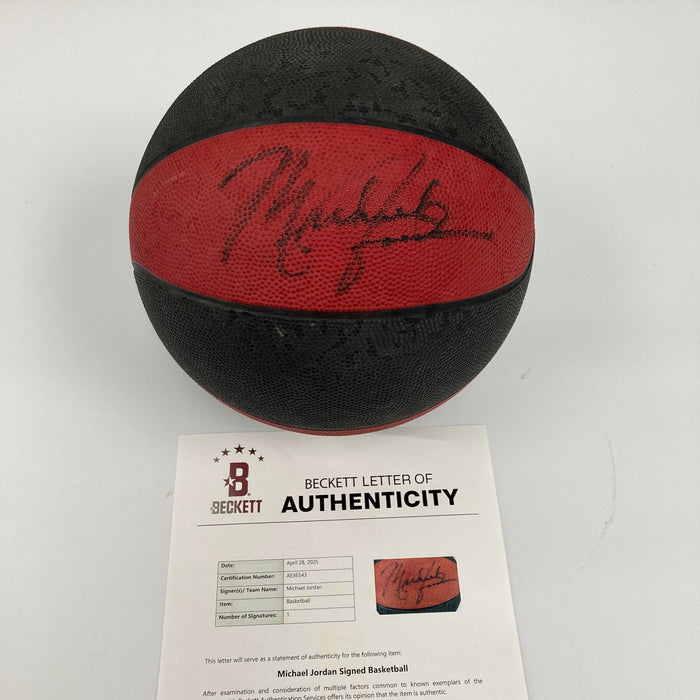 BECKETT
BECKETT LETTER OF
AUTHENTICITY
Date: April 28, 2025
Certification Number: AE36543
Signer(s)/ Team Name: Michael Jordan
Item: Basketball
Number of Signatures: 1
This letter will serve as a statement of authenticity for the following item:
Michael Jordan Signed Basketball
After examination and consideration of multiple factors common to known exemplars of the
Beckett Authentication Services offers its opinion that the item is authentic.